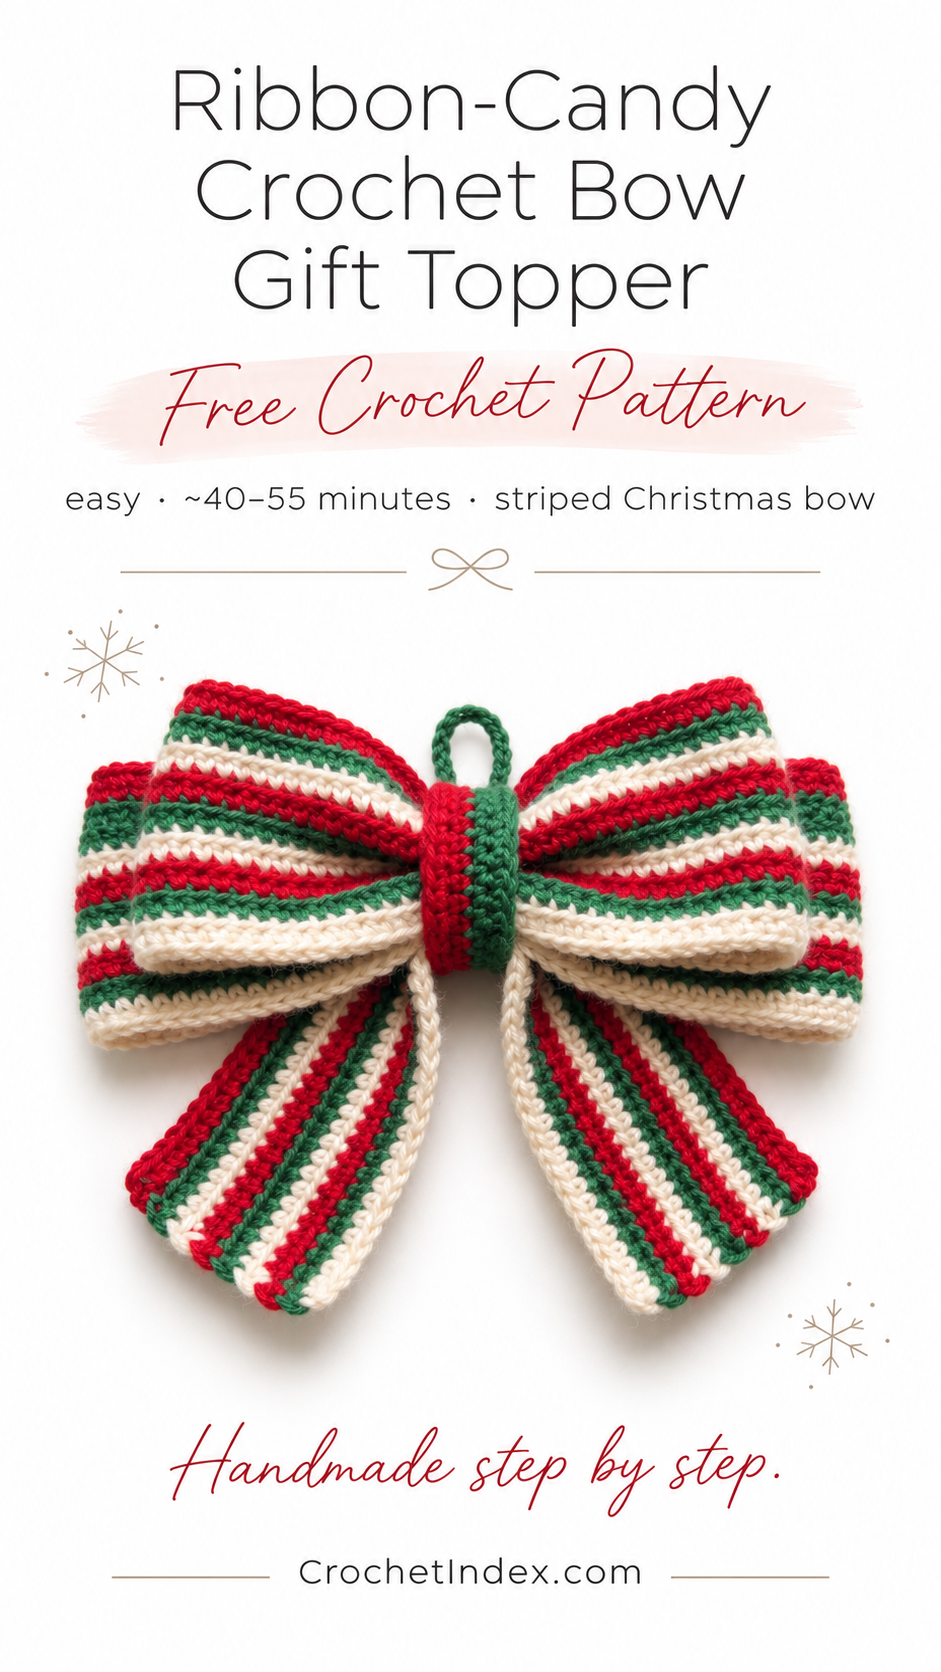 Ribbon-Candy
Crochet Bow
Gift Topper
Free Crochet Pattern
easy · ~40–55 minutes · striped Christmas bow
Handmade step by step.
CrochetIndex.com